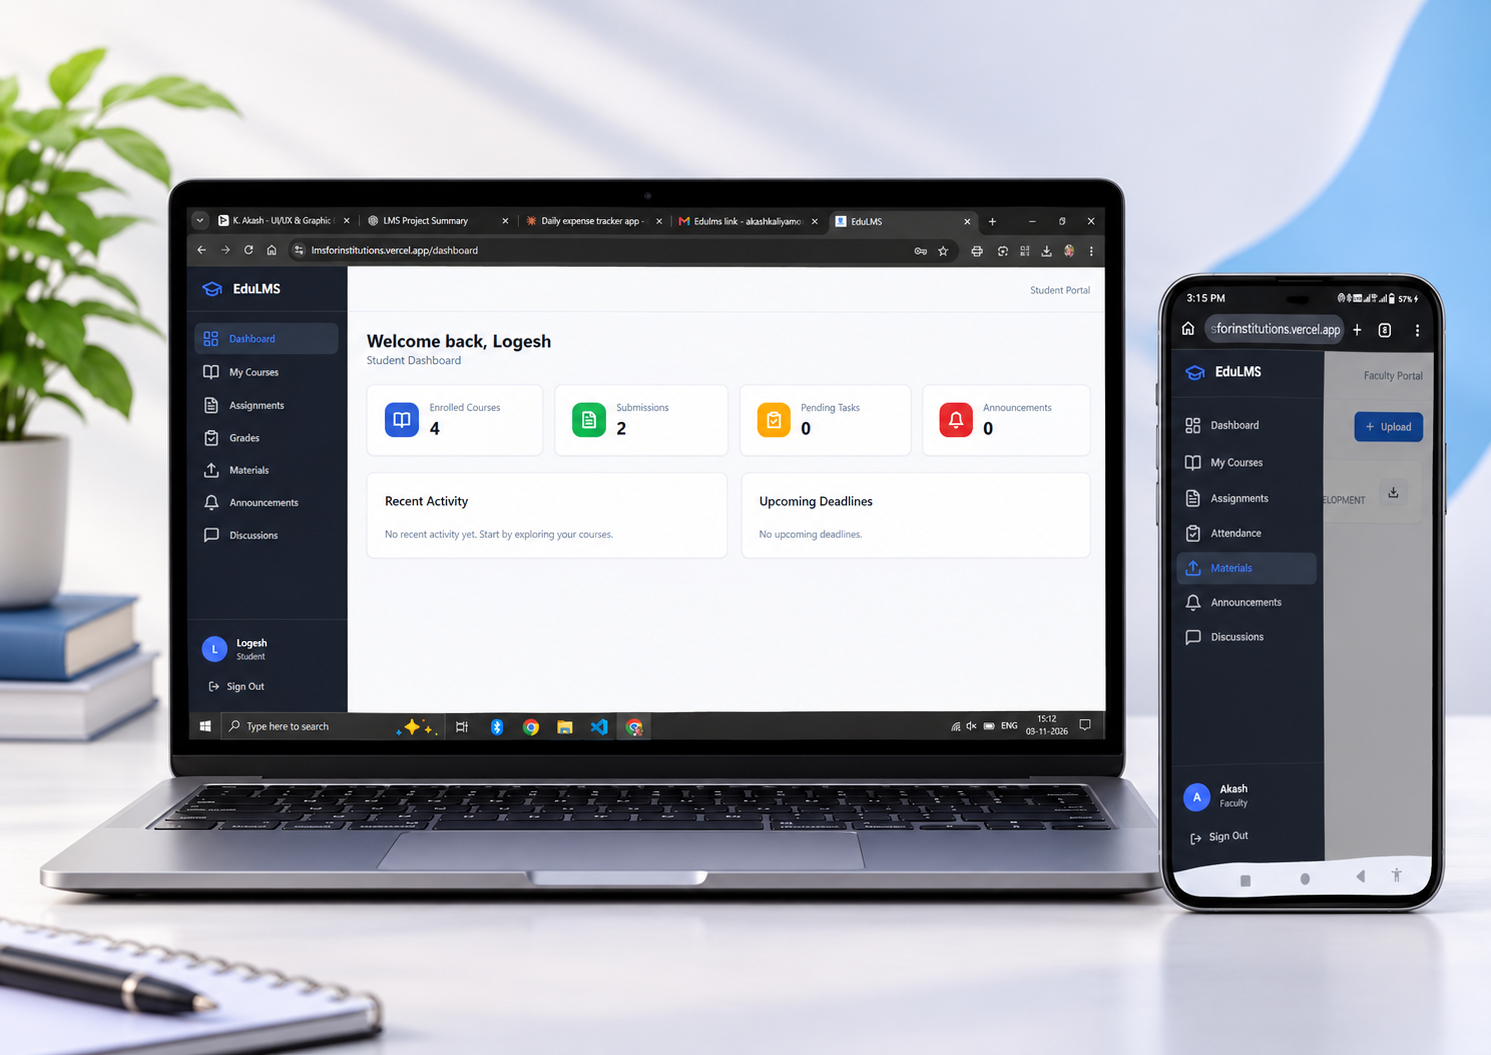 K. Akash - UI/UX & Graphic
LMS Project Summary
Daily expense tracker app -
Edulms link - akashkaliyamo
EduLMS
lmsforinstitutions.vercel.app/dashboard
EduLMS
Student Portal
Dashboard
My Courses
Assignments
Grades
Materials
Announcements
Discussions
Logesh
L
Student
Sign Out
Welcome back, Logesh
Student Dashboard
Enrolled Courses
4
Submissions
2
Pending Tasks
0
Announcements
0
Recent Activity
No recent activity yet. Start by exploring your courses.
Upcoming Deadlines
No upcoming deadlines.
Type here to search
ENG
15:12
03-11-2026
3:15 PM
57%
sforinstitutions.vercel.app
8
EduLMS
Faculty Portal
Dashboard
My Courses
Assignments
Attendance
Materials
Announcements
Discussions
+ Upload
ELOPMENT
Akash
A
Faculty
Sign Out